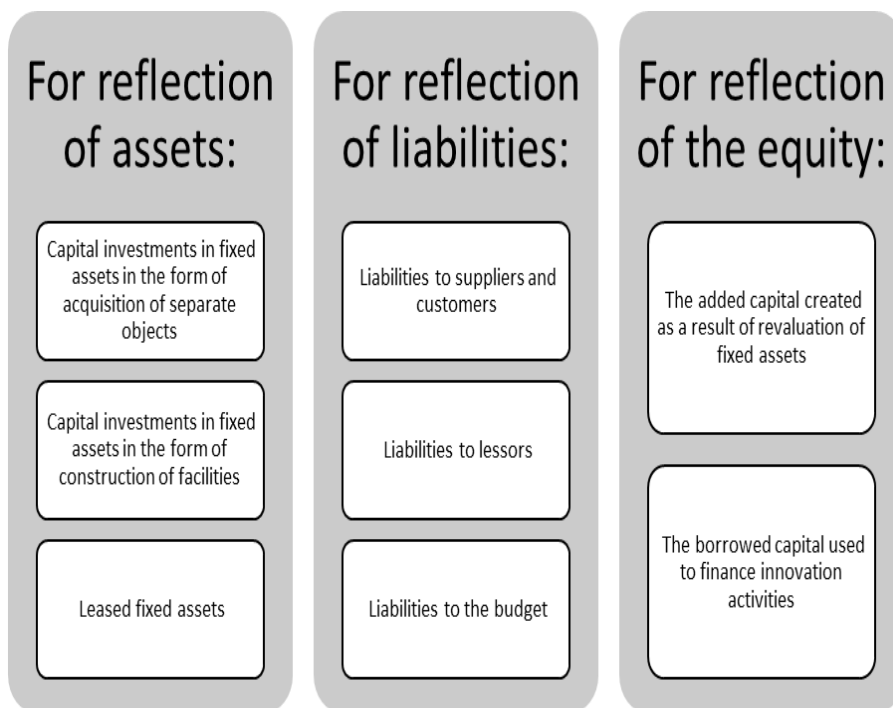 For reflection
of assets:
Capital investments in fixed
assets in the form of
acquisition of separate
objects
Capital investments in fixed
assets in the form of
construction of facilities
Leased fixed assets
For reflection
of liabilities:
Liabilities to suppliers and
customers
Liabilities to lessors
Liabilities to the budget
For reflection
of the equity:
The added capital created
as a result of revaluation of
fixed assets
The borrowed capital used
to finance innovation
activities